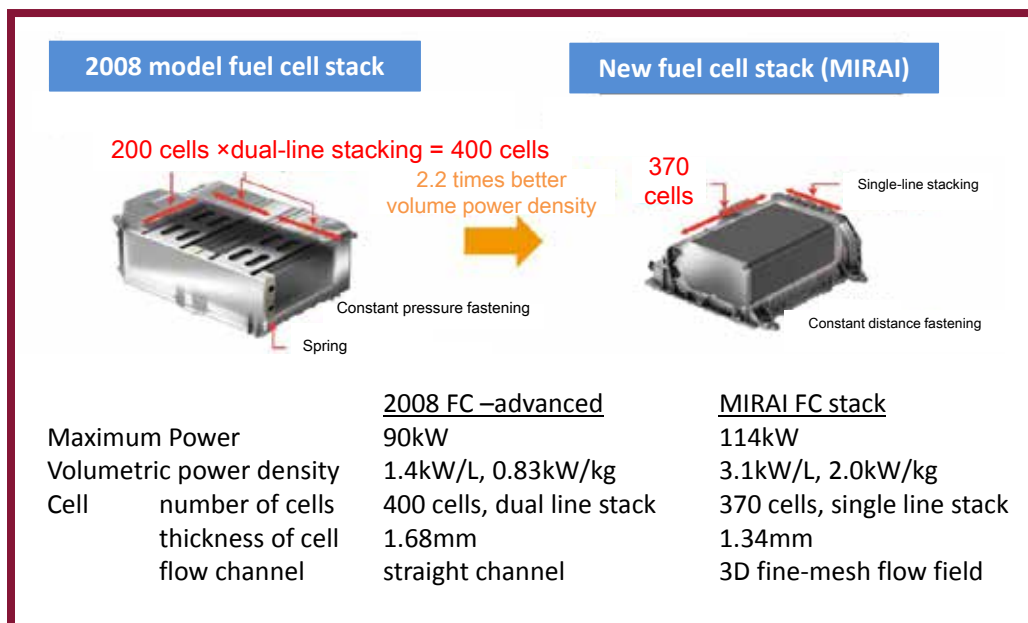 2008 model fuel cell stack
New fuel cell stack (MIRAI)
200 cells ×dual-line stacking = 400 cells
2.2 times better
volume power density
370
cells
Single-line stacking
Constant pressure fastening
Spring
Constant distance fastening
2008 FC –advanced MIRAI FC stack
Maximum Power 90kW 114kW
Volumetric power density 1.4kW/L, 0.83kW/kg 3.1kW/L, 2.0kW/kg
Cell number of cells 400 cells, dual line stack 370 cells, single line stack
thickness of cell 1.68mm 1.34mm
flow channel straight channel 3D fine-mesh flow field